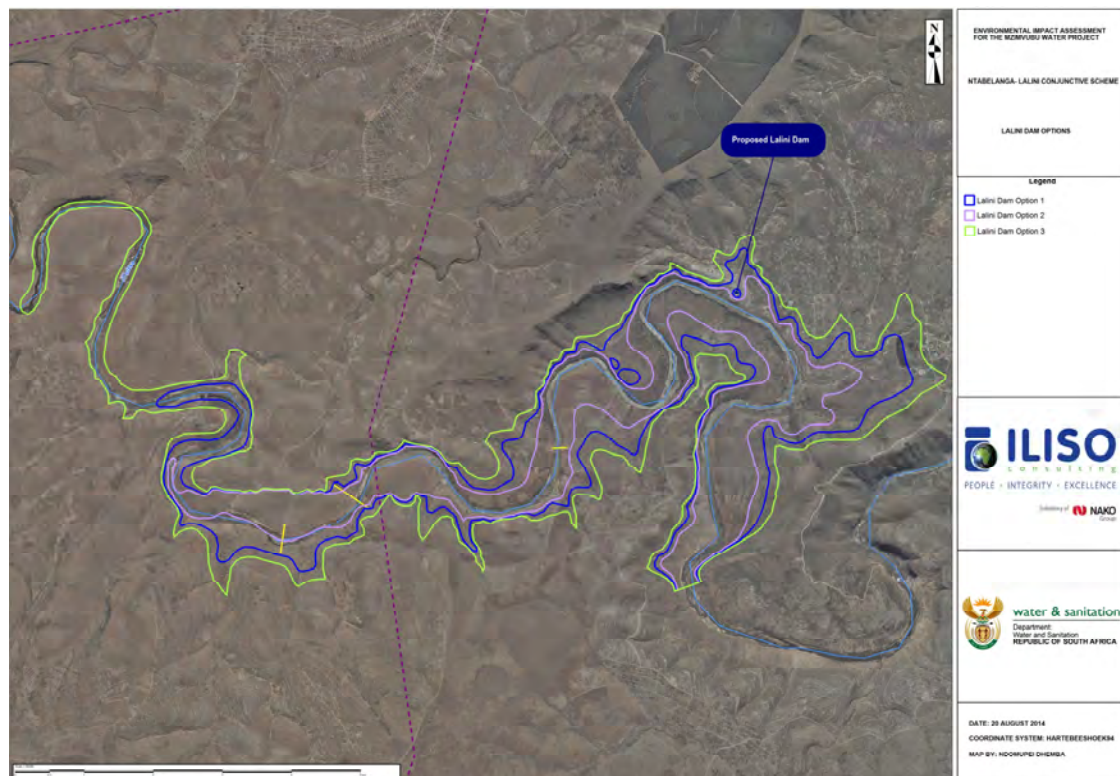 Proposed Lalini Dam
N
ENVIRONMENTAL IMPACT ASSESSMENT
FOR THE MZIMVUBU WATER PROJECT
NTABELANGA- LALINI CONJUNCTIVE SCHEME
LALINI DAM OPTIONS
Legend
Lalini Dam Option 1
Lalini Dam Option 2
Lalini Dam Option 3
ILISO
consulting
PEOPLE · INTEGRITY · EXCELLENCE
Subsidiary of NAKO
Group
water & sanitation
Department:
Water and Sanitation
REPUBLIC OF SOUTH AFRICA
DATE: 20 AUGUST 2014
COORDINATE SYSTEM: HARTEBEESHOEK94
MAP BY: NDOMUPEI DHEMBA